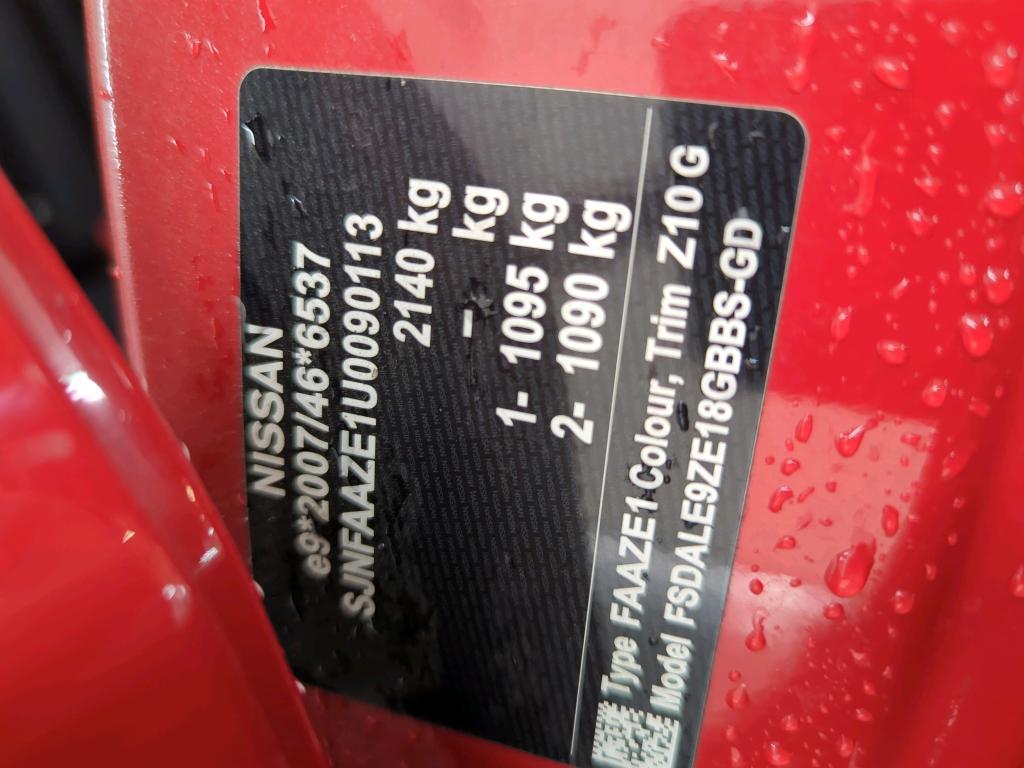 NISSAN
e9*2007/46*6537
SJNFAAZE1U0090113
2140 kg
– kg
1- 1095 kg
2- 1090 kg
Type FAAZE1 Colour, Trim Z10 G
Model FSDALE9ZE18GBBS-GD